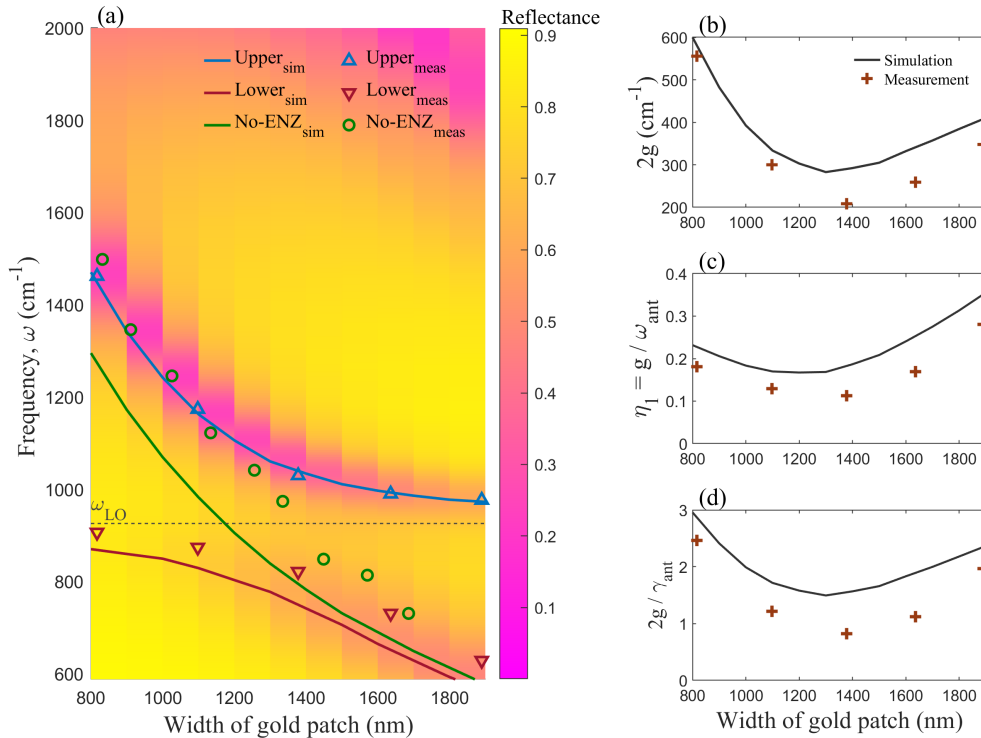 (a)
Reflectance
2000
1800
1600
1400
1200
1000
800
600
Frequency, ω (cm⁻¹)
Upper_sim
Upper_meas
Lower_sim
Lower_meas
No-ENZ_sim
No-ENZ_meas
ω_LO
800 1000 1200 1400 1600 1800
Width of gold patch (nm)
0.9
0.8
0.7
0.6
0.5
0.4
0.3
0.2
0.1
(b)
600
500
400
300
200
2g (cm⁻¹)
Simulation
Measurement
800 1000 1200 1400 1600 1800
(c)
0.4
0.3
0.2
0.1
0
η₁ = g / ω_ant
800 1000 1200 1400 1600 1800
(d)
3
2
1
0
2g / γ_ant
800 1000 1200 1400 1600 1800
Width of gold patch (nm)